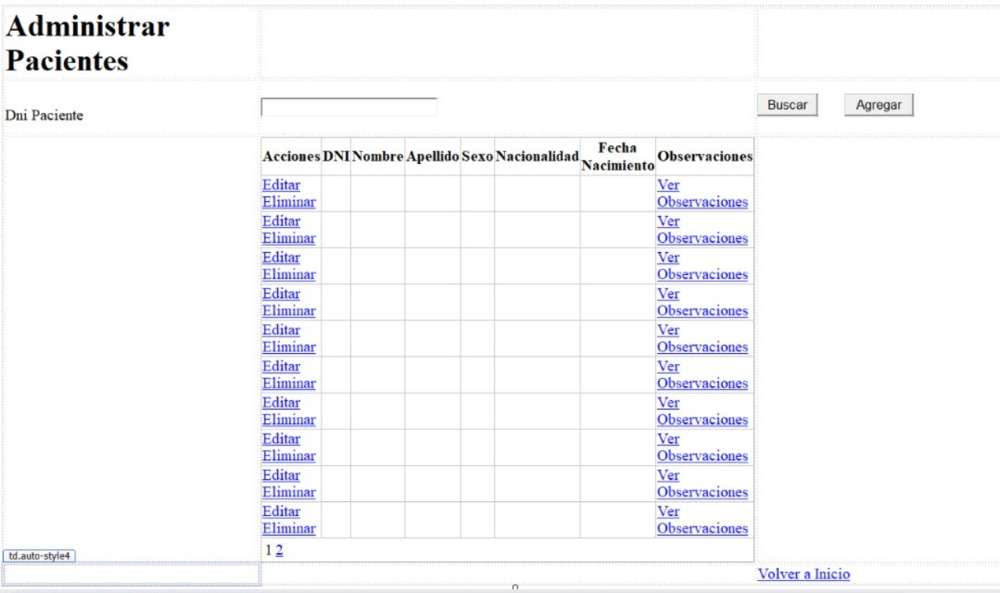 Administrar
Pacientes
Dni Paciente
Buscar Agregar
Acciones DNI Nombre Apellido Sexo Nacionalidad Fecha Nacimiento Observaciones
Editar Ver
Eliminar Observaciones
Editar Ver
Eliminar Observaciones
Editar Ver
Eliminar Observaciones
Editar Ver
Eliminar Observaciones
Editar Ver
Eliminar Observaciones
Editar Ver
Eliminar Observaciones
Editar Ver
Eliminar Observaciones
Editar Ver
Eliminar Observaciones
Editar Ver
Eliminar Observaciones
Editar Ver
Eliminar Observaciones
1 2
td.auto-style4
Volver a Inicio